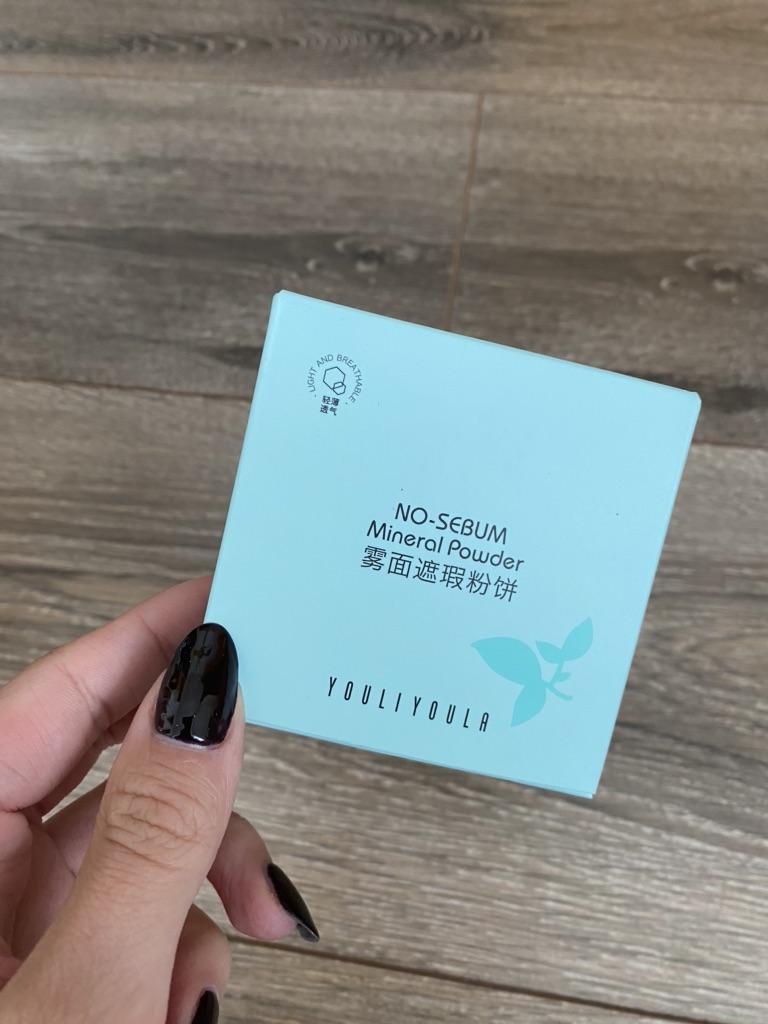 · LIGHT AND BREATHABLE ·
轻薄
透气
NO-SEBUM
Mineral Powder
雾面遮瑕粉饼
YOULIYOULA